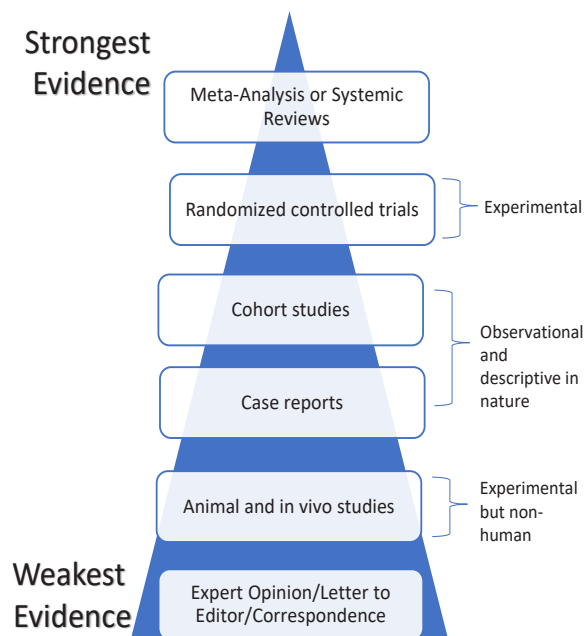 Strongest
Evidence
Meta-Analysis or Systemic
Reviews
Randomized controlled trials
Experimental
Cohort studies
Observational
and
descriptive in
nature
Case reports
Animal and in vivo studies
Experimental
but non-
human
Weakest
Evidence
Expert Opinion/Letter to
Editor/Correspondence